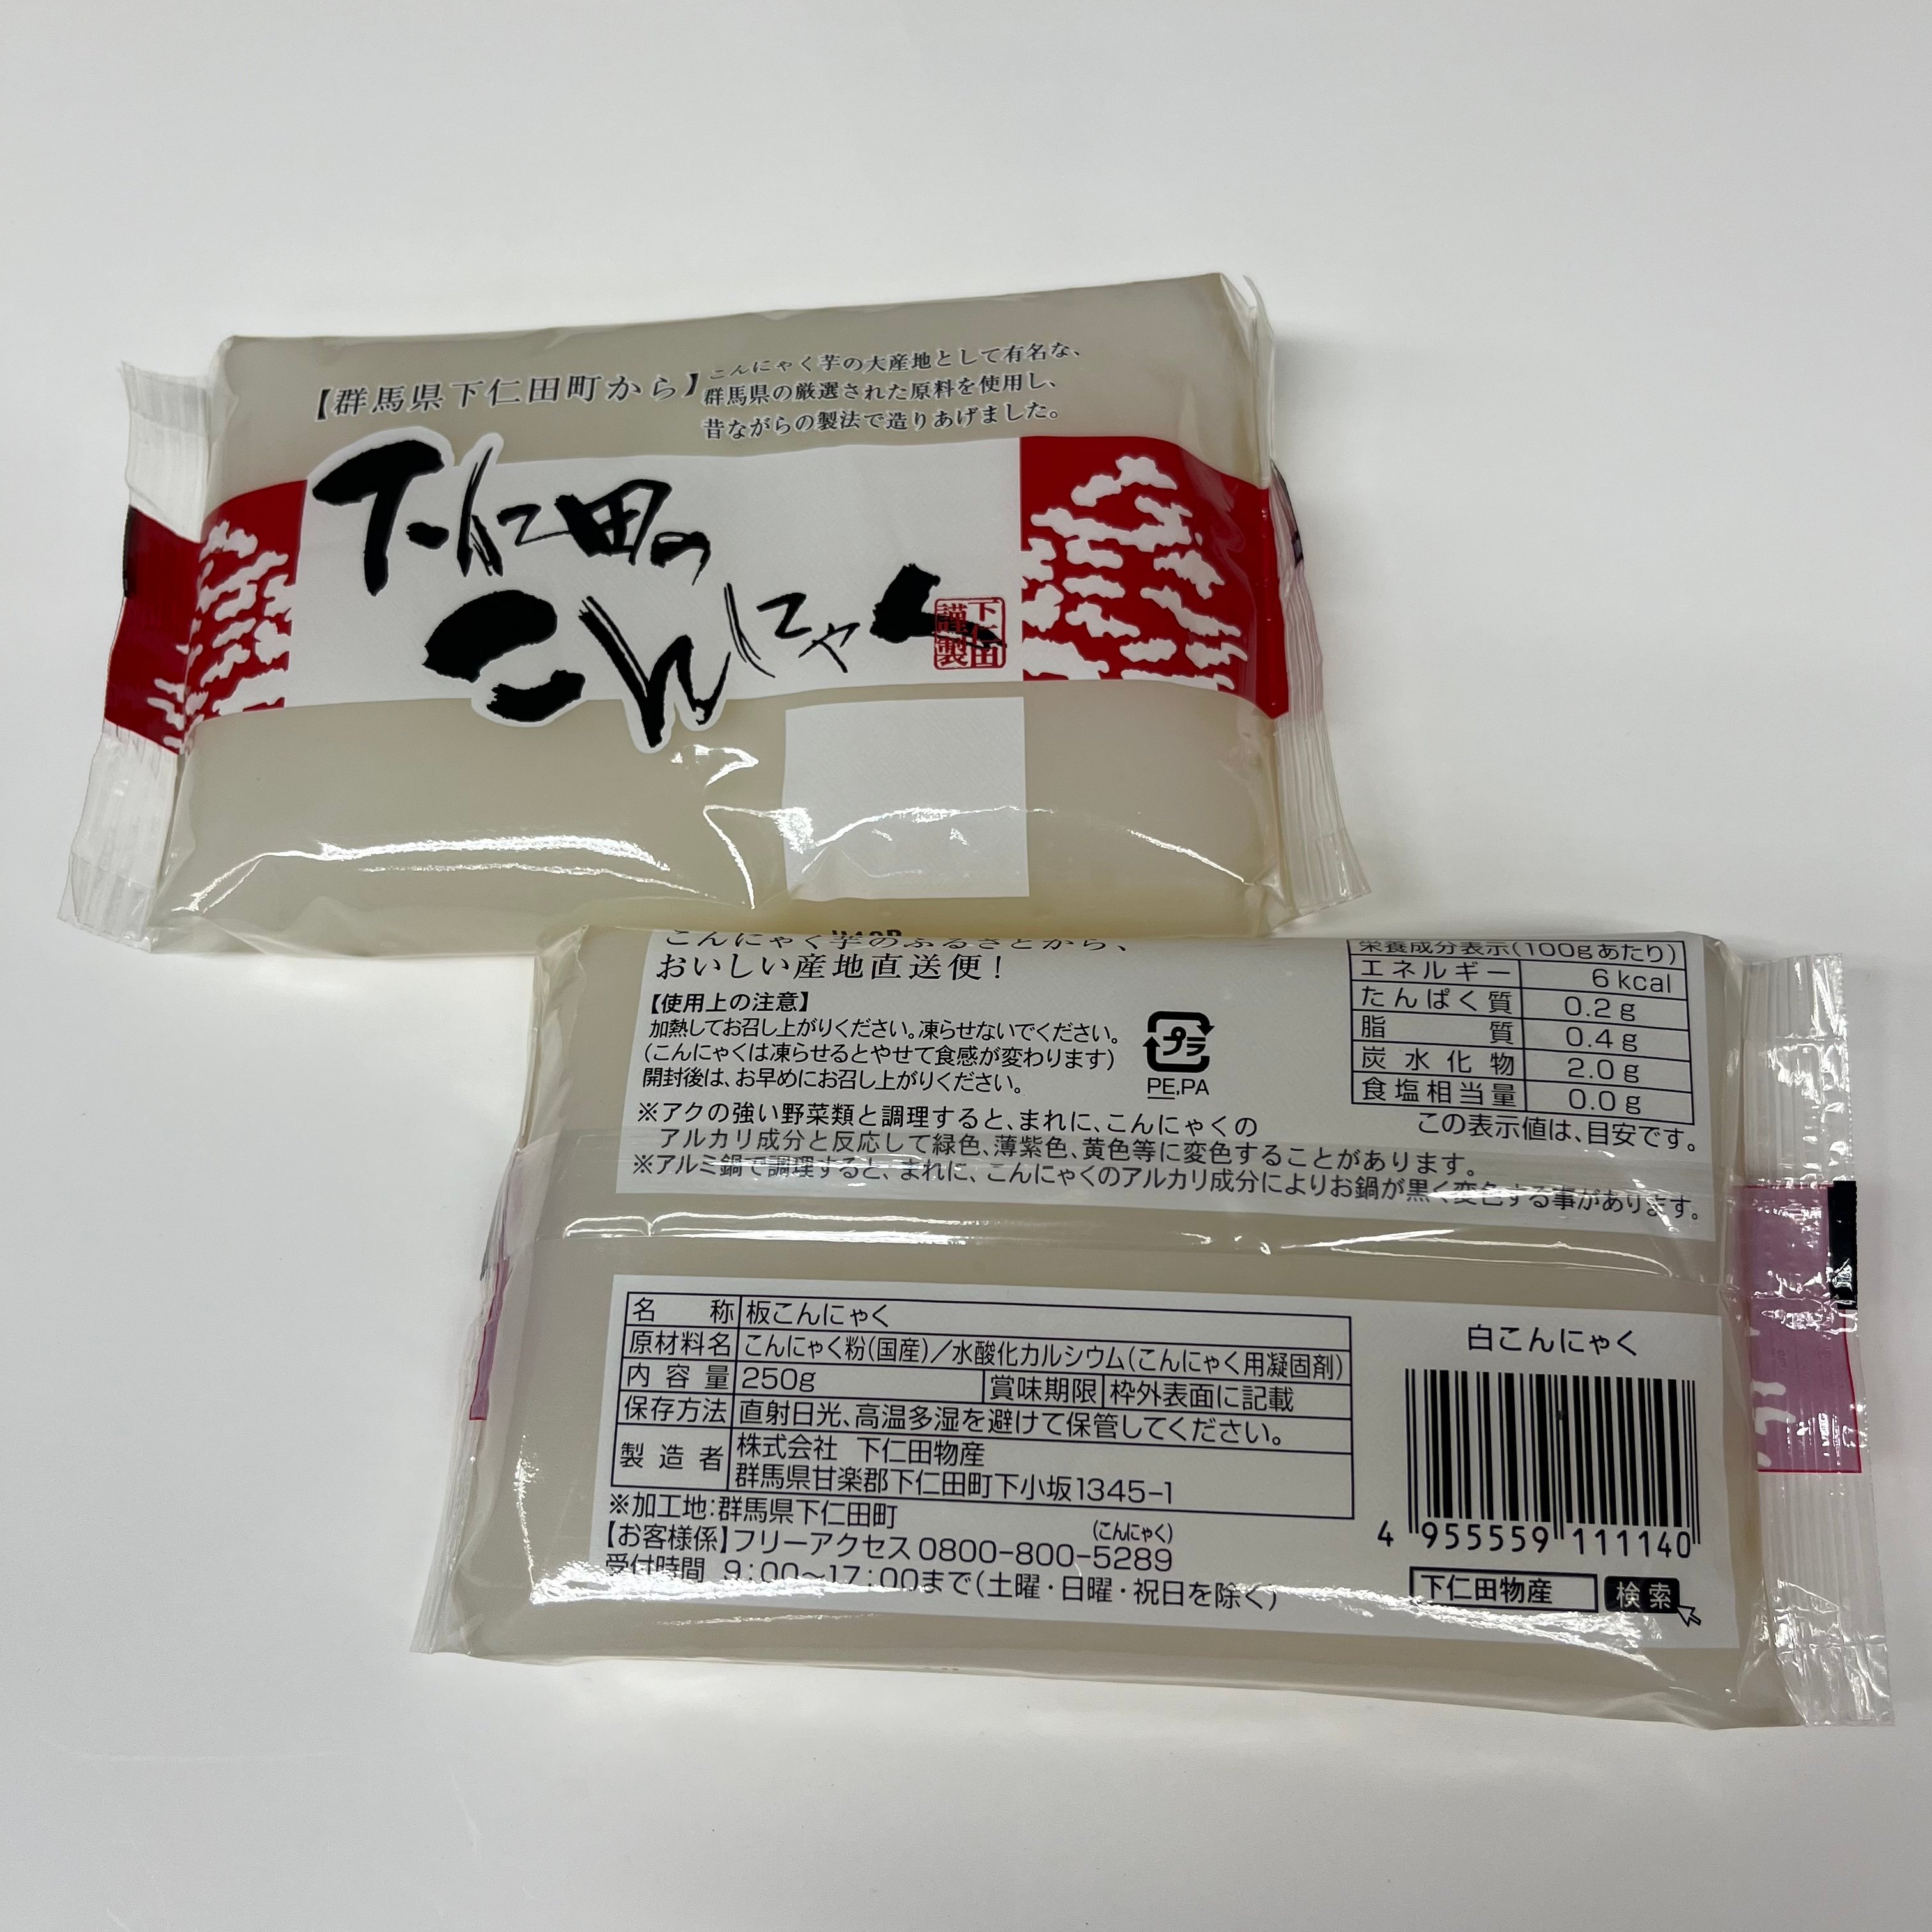 【群馬県下仁田町から】
こんにゃく芋の大産地として有名な、
群馬県の厳選された原料を使用し、
昔ながらの製法で造りあげました。
下仁田の
こんにゃく
下仁田
謹製
こんにゃく芋のふるさとから、
おいしい産地直送便!
【使用上の注意】
加熱してお召し上がりください。凍らせないでください。
(こんにゃくは凍らせるとやせて食感が変わります)
開封後は、お早めにお召し上がりください。
プラ
PE,PA
※アクの強い野菜類と調理すると、まれに、こんにゃくの
アルカリ成分と反応して緑色、薄紫色、黄色等に変色することがあります。
※アルミ鍋で調理すると、まれに、こんにゃくのアルカリ成分によりお鍋が黒く変色する事があります。
栄養成分表示(100gあたり)
エネルギー 6kcal
たんぱく質 0.2g
脂質 0.4g
炭水化物 2.0g
食塩相当量 0.0g
この表示値は、目安です。
名称 板こんにゃく
原材料名 こんにゃく粉(国産)/水酸化カルシウム(こんにゃく用凝固剤)
内容量 250g 賞味期限 枠外表面に記載
保存方法 直射日光、高温多湿を避けて保管してください。
製造者 株式会社 下仁田物産
群馬県甘楽郡下仁田町下小坂1345-1
※加工地:群馬県下仁田町
(こんにゃく)
【お客様係】フリーアクセス 0800-800-5289
受付時間 9:00〜17:00まで(土曜・日曜・祝日を除く)
白こんにゃく
4 955559 111140
下仁田物産 検索